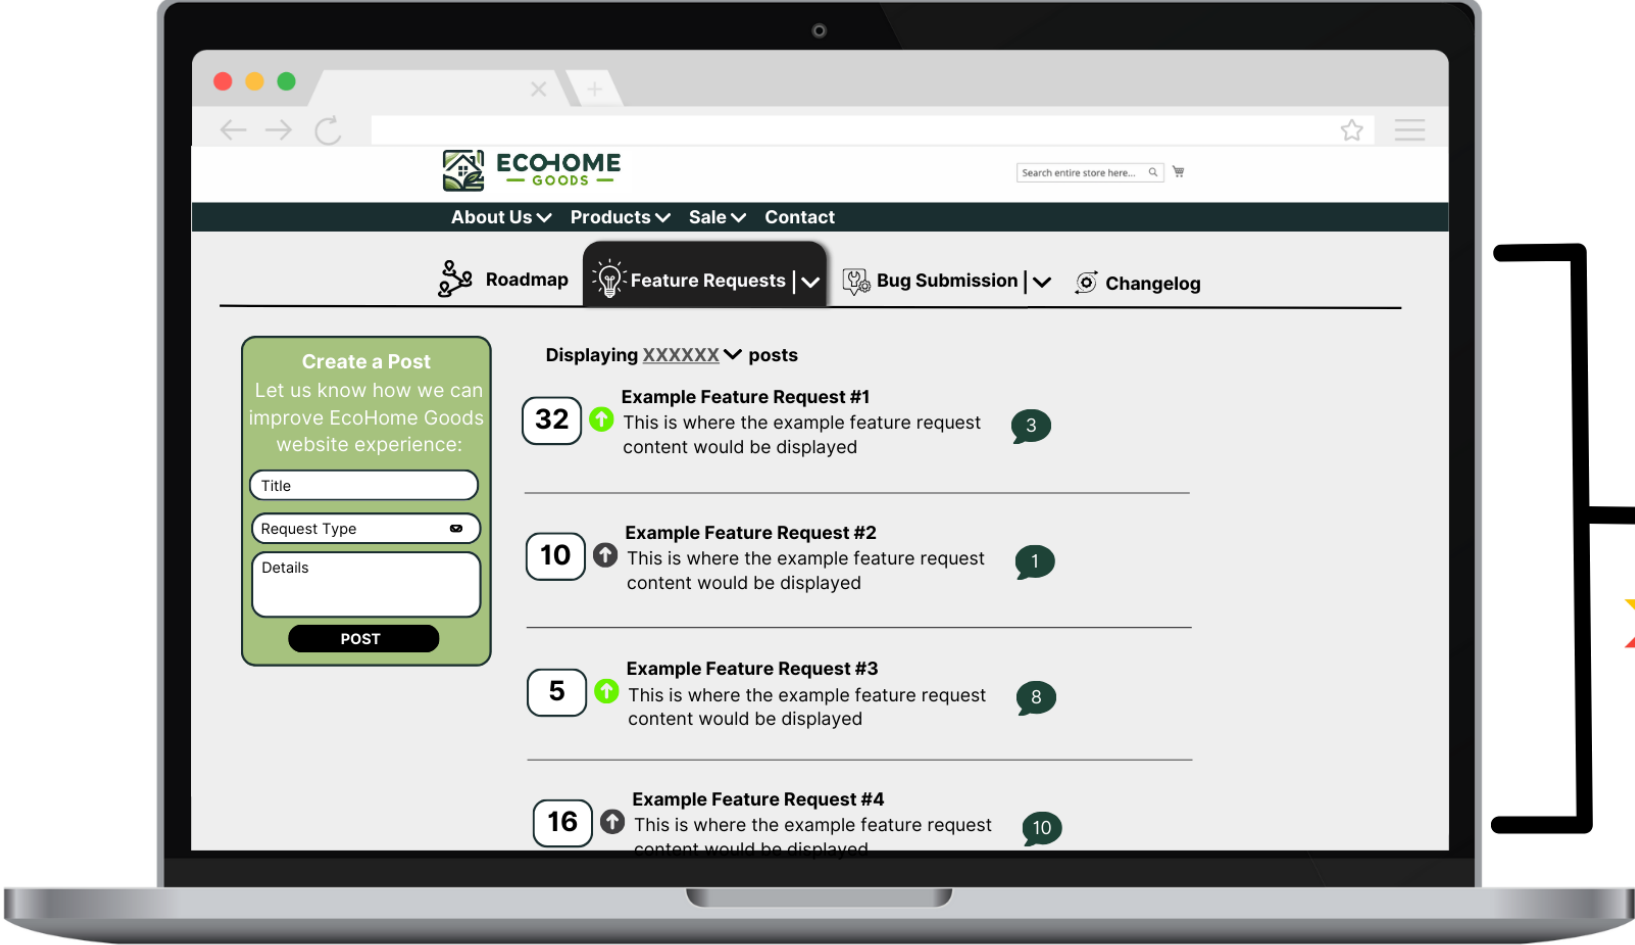 ECOHOME
GOODS
Search entire store here...
About Us Products Sale Contact
Roadmap Feature Requests | Bug Submission | Changelog
Create a Post
Let us know how we can
improve EcoHome Goods
website experience:
Title
Request Type
Details
POST
Displaying XXXXXX posts
32 Example Feature Request #1
This is where the example feature request
content would be displayed
3
10 Example Feature Request #2
This is where the example feature request
content would be displayed
1
5 Example Feature Request #3
This is where the example feature request
content would be displayed
8
16 Example Feature Request #4
This is where the example feature request
content would be displayed
10